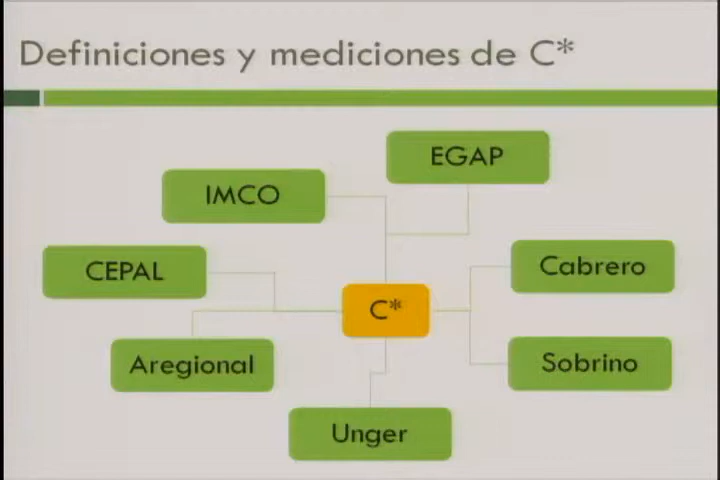 Definiciones y mediciones de C*
EGAP
IMCO
Cabrero
CEPAL
C*
Aregional
Sobrino
Unger